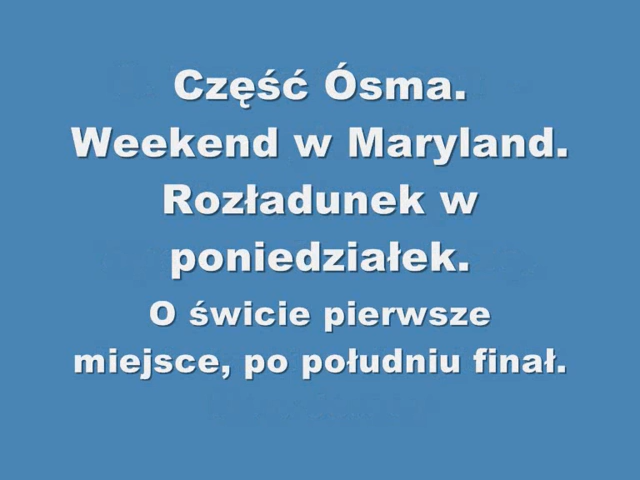 Część Ósma.
Weekend w Maryland.
Rozładunek w
poniedziałek.
O świcie pierwsze
miejsce, po południu finał.